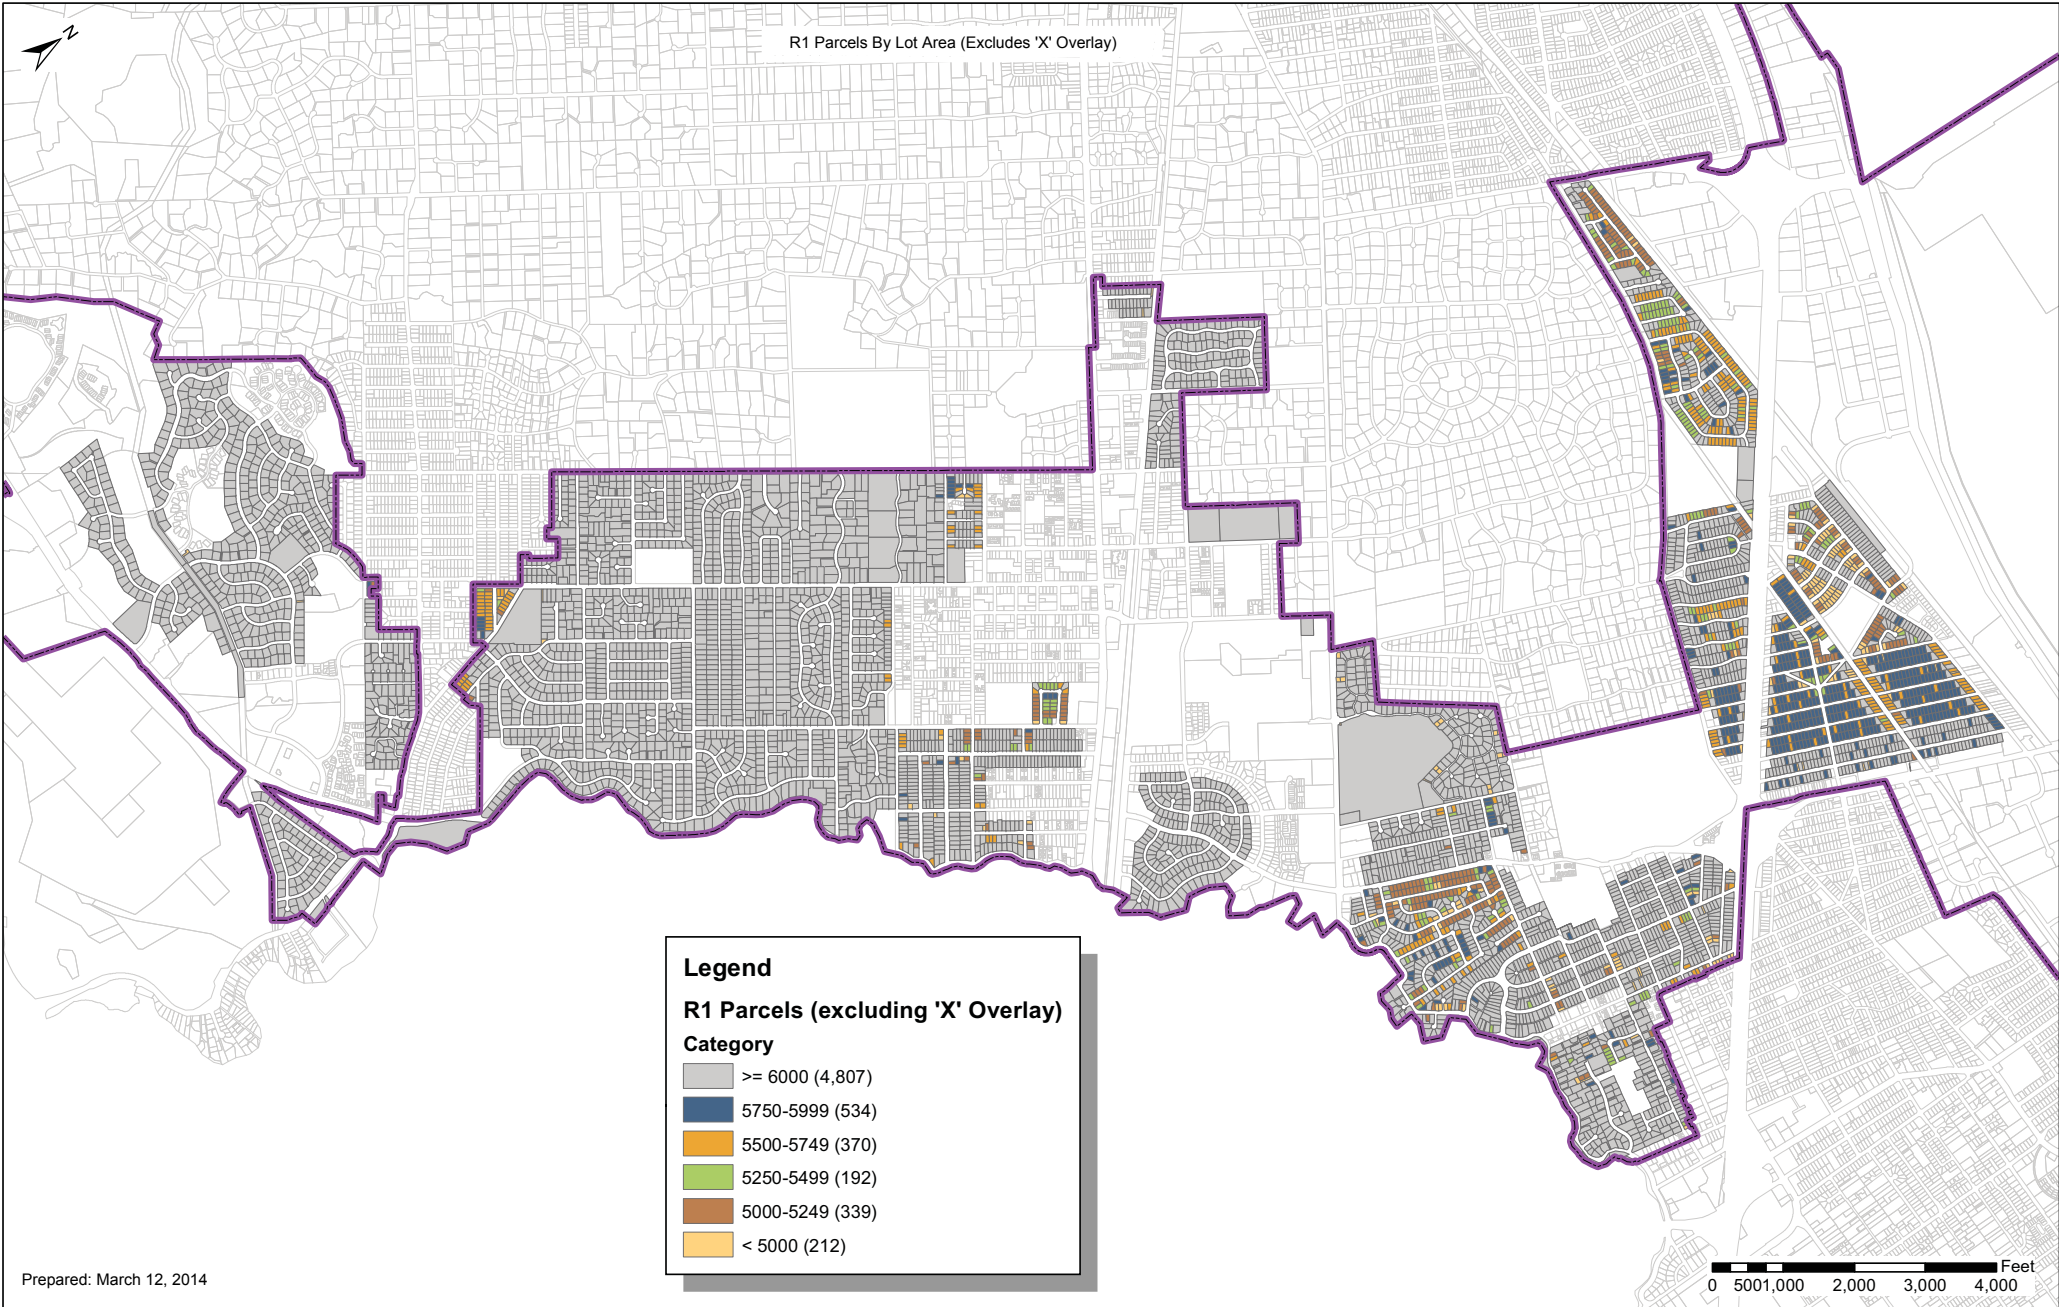 N
R1 Parcels By Lot Area (Excludes 'X' Overlay)
Legend
R1 Parcels (excluding 'X' Overlay)
Category
>= 6000 (4,807)
5750-5999 (534)
5500-5749 (370)
5250-5499 (192)
5000-5249 (339)
< 5000 (212)
Prepared: March 12, 2014
Feet
0 500 1,000 2,000 3,000 4,000